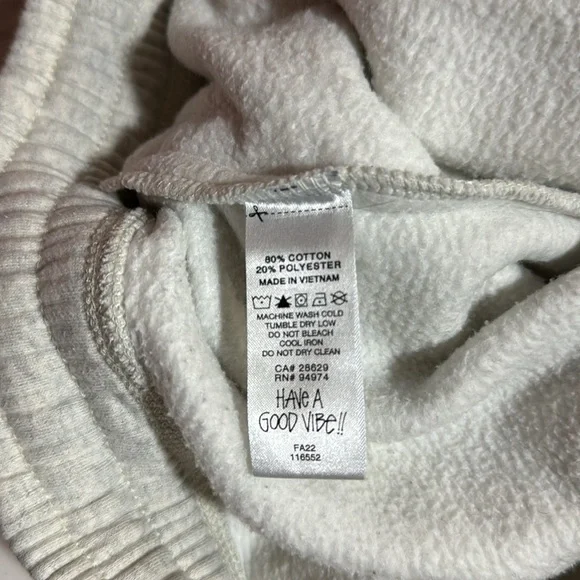 80% COTTON
20% POLYESTER
MADE IN VIETNAM
MACHINE WASH COLD
TUMBLE DRY LOW
DO NOT BLEACH
COOL IRON
DO NOT DRY CLEAN
CA# 28629
RN# 94974
HAVE A
GOOD VIBE!!
FA22
116552